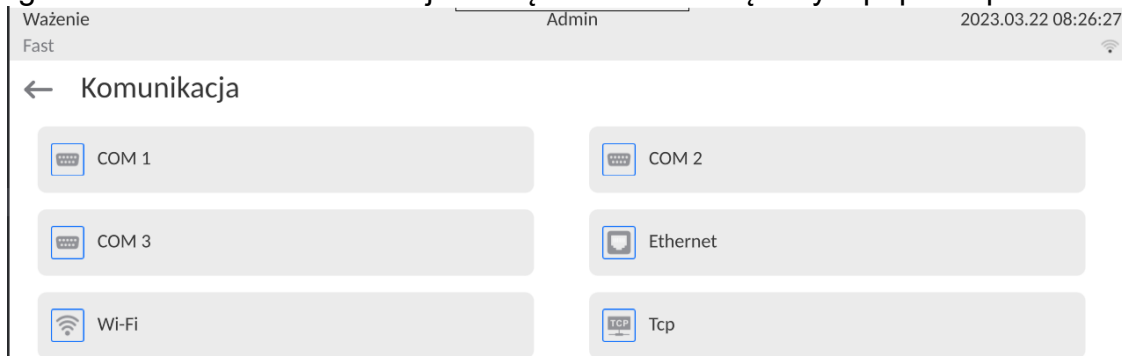 Ważenie Admin 2023.03.22 08:26:27
Fast
← Komunikacja
COM 1 COM 2
COM 3 Ethernet
Wi-Fi TCP Tcp